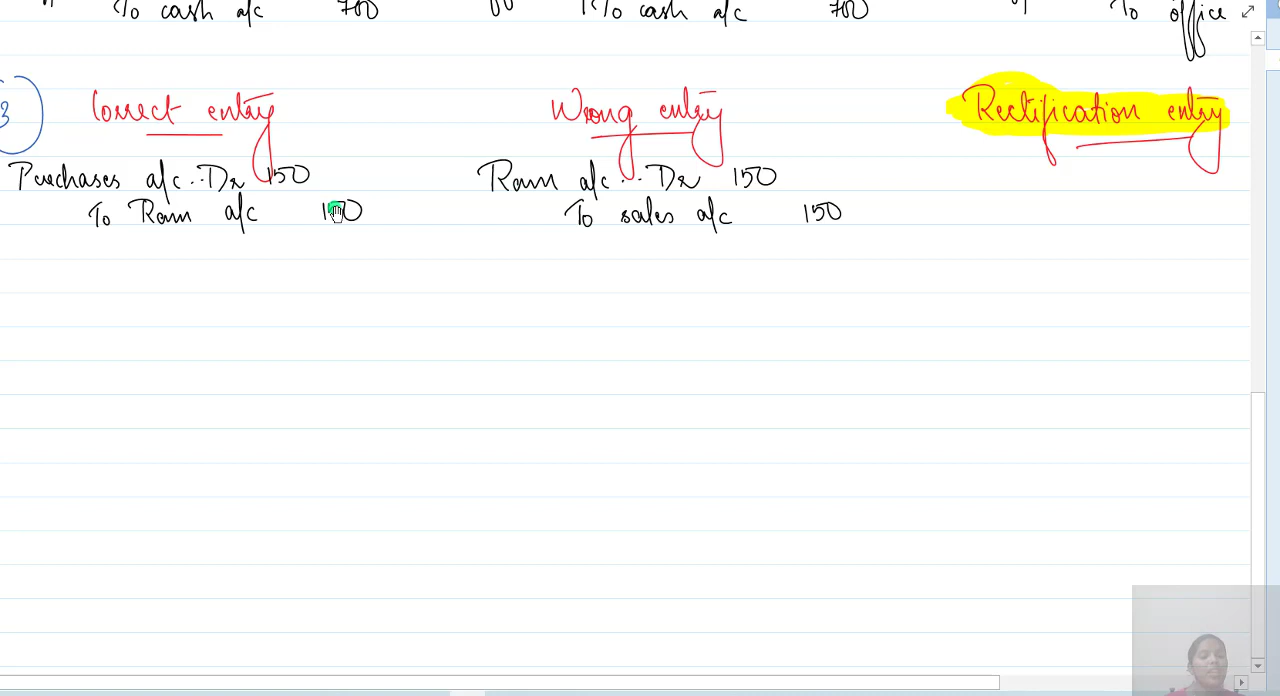 To cash a/c 700 To cash a/c 700 To office
3 Correct entry Wrong entry Rectification entry
Purchases a/c..Dr 150 Ram a/c..Dr 150
To Ram a/c 150 To sales a/c 150